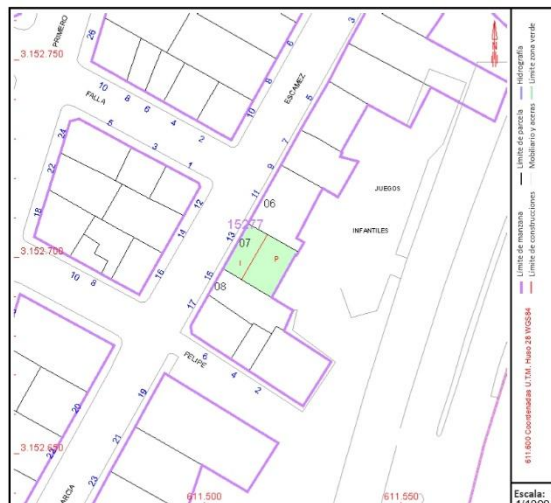 PRIMERO
26
3.152.750
10
8
6
4
2
FALLA
10
8
6
ESCAMEZ
3
5
7
9
11
06
13
15277
07
I
P
15
08
17
JUEGOS
INFANTILES
24
5
3
1
22
12
18
14
3.152.700
10
8
16
6
4
2
FELIPE
19
20
21
22
3.152.650
23
611.500
611.550
Hidrografía
Límite zona verde
Límite de parcela
Mobiliario y aceras
Límite de manzana
Límite de construcciones
611.600 Coordenadas U.T.M. Huso 28 WGS84
Escala: